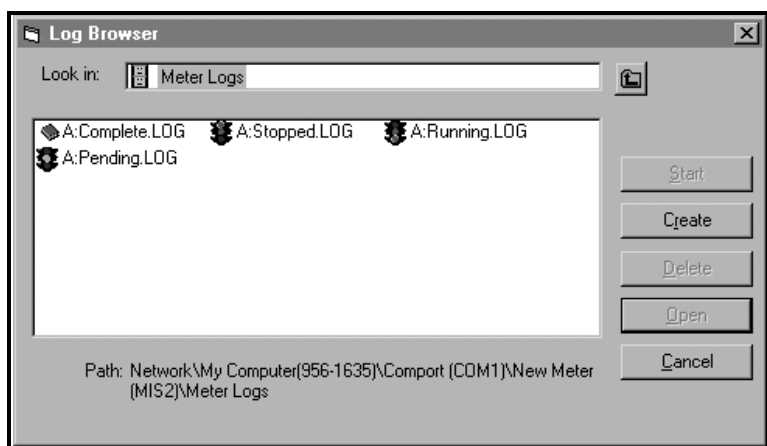 Log Browser
Look in: Meter Logs
A:Complete.LOG A:Stopped.LOG A:Running.LOG
A:Pending.LOG
Start
Create
Delete
Open
Cancel
Path: Network\My Computer(956-1635)\Comport (COM1)\New Meter
(MIS2)\Meter Logs